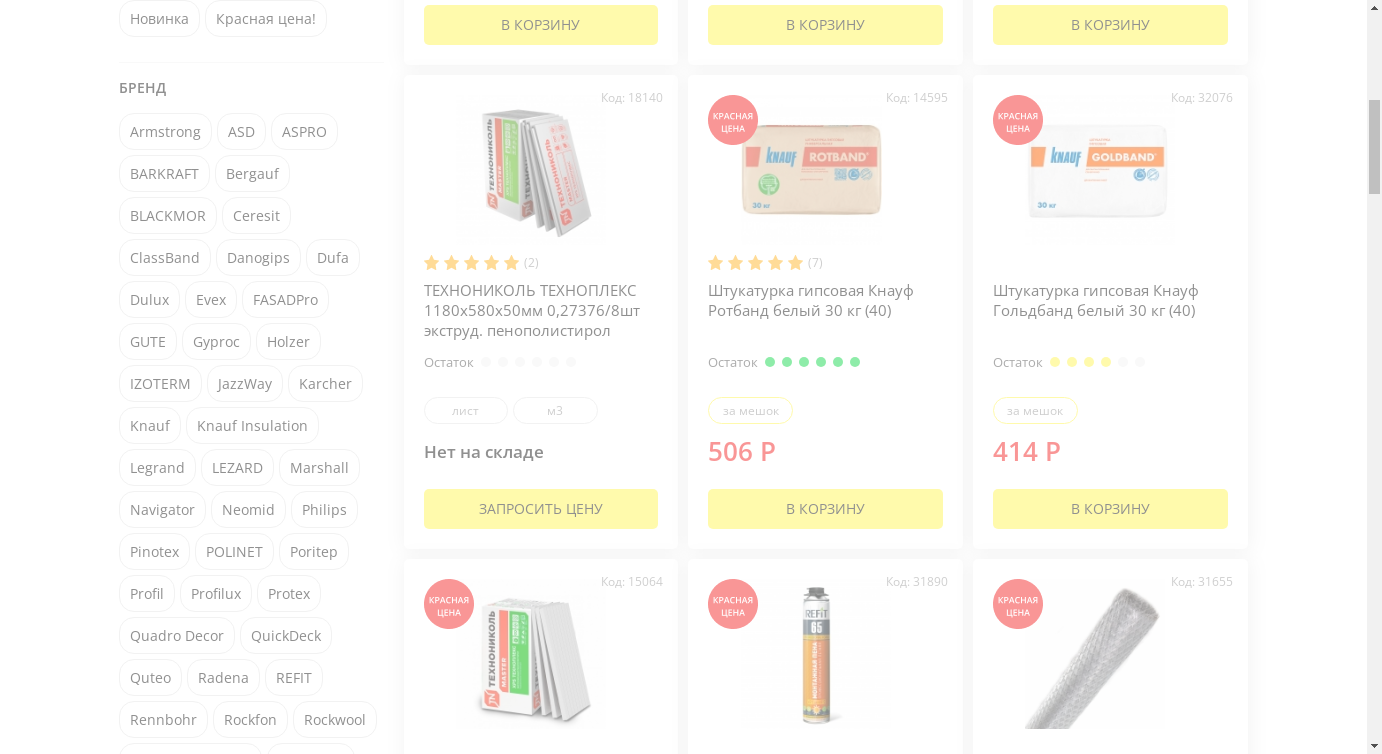 Новинка
Красная цена!
В КОРЗИНУ
В КОРЗИНУ
В КОРЗИНУ
БРЕНД
Armstrong
ASD
ASPRO
BARKRAFT
Bergauf
BLACKMOR
Ceresit
ClassBand
Danogips
Dufa
Dulux
Evex
FASADPro
GUTE
Gyproc
Holzer
IZOTERM
JazzWay
Karcher
Knauf
Knauf Insulation
Legrand
LEZARD
Marshall
Navigator
Neomid
Philips
Pinotex
POLINET
Poritep
Profil
Profilux
Protex
Quadro Decor
QuickDeck
Quteo
Radena
REFIT
Rennbohr
Rockfon
Rockwool
Код: 18140
ТЕХНОНИКОЛЬ
MASTER
ТЕХНОНИКОЛЬ
(2)
ТЕХНОНИКОЛЬ ТЕХНОПЛЕКС
1180х580х50мм 0,27376/8шт
экструд. пенополистирол
Остаток
лист
м3
Нет на складе
ЗАПРОСИТЬ ЦЕНУ
Код: 14595
КРАСНАЯ
ЦЕНА
KNAUF
ROTBAND
30 кг
(7)
Штукатурка гипсовая Кнауф
Ротбанд белый 30 кг (40)
Остаток
за мешок
506 Р
В КОРЗИНУ
Код: 32076
КРАСНАЯ
ЦЕНА
KNAUF
GOLDBAND
30 кг
Штукатурка гипсовая Кнауф
Гольдбанд белый 30 кг (40)
Остаток
за мешок
414 Р
В КОРЗИНУ
Код: 15064
КРАСНАЯ
ЦЕНА
ТЕХНОНИКОЛЬ
MASTER
Код: 31890
КРАСНАЯ
ЦЕНА
REFIT
65
МОНТАЖНАЯ ПЕНА
Код: 31655
КРАСНАЯ
ЦЕНА